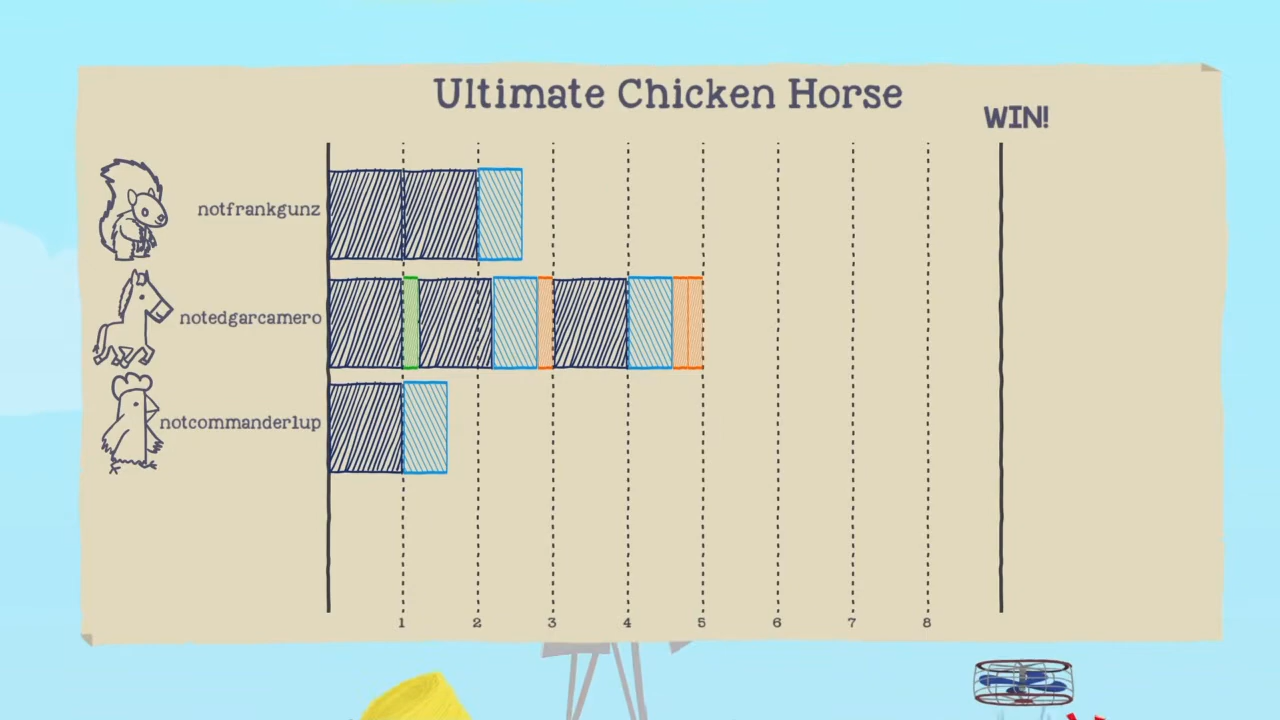 Ultimate Chicken Horse
WIN!
notfrankgunz
notedgarcamero
notcommander1up
1 2 3 4 5 6 7 8